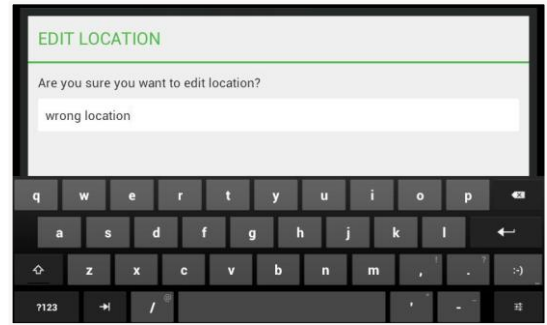 EDIT LOCATION
Are you sure you want to edit location?
wrong location
q w e r t y u i o p
a s d f g h j k l
z x c v b n m , ! . ? :-)
?123 / @ ' " - _